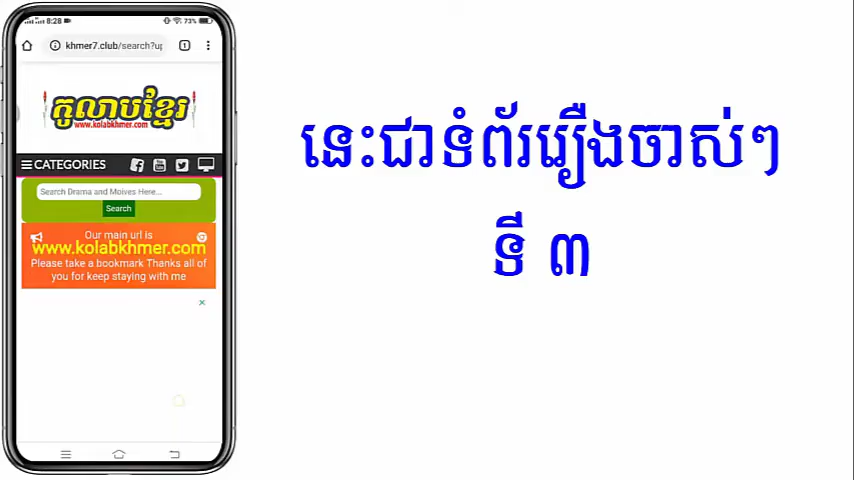 8:28
73%
khmer7.club/search?up
1
កូលាបខ្មែរ
www.kolabkhmer.com
CATEGORIES
Search Drama and Moives Here...
Search
Our main url is
www.kolabkhmer.com
Please take a bookmark Thanks all of
you for keep staying with me
នេះជាទំព័ររឿងចាស់ៗ
ទី ៣